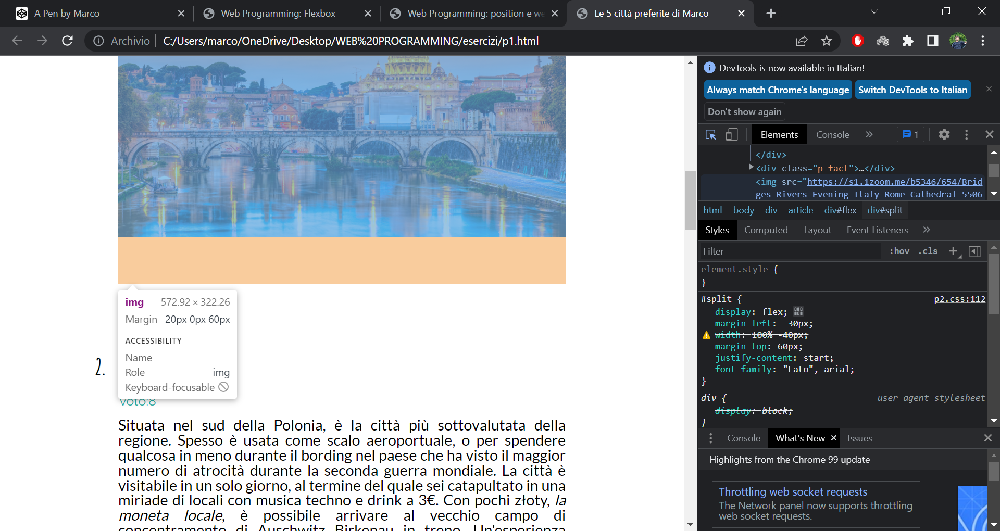 A Pen by Marco
Web Programming: Flexbox
Web Programming: position e we
Le 5 città preferite di Marco
Archivio
C:/Users/marco/OneDrive/Desktop/WEB%20PROGRAMMING/esercizi/p1.html
img 572.92 × 322.26
Margin 20px 0px 60px
ACCESSIBILITY
Name
Role img
Keyboard-focusable
2.
voto:8
Situata nel sud della Polonia, è la città più sottovalutata della
regione. Spesso è usata come scalo aeroportuale, o per spendere
qualcosa in meno durante il bording nel paese che ha visto il maggior
numero di atrocità durante la seconda guerra mondiale. La città è
visitabile in un solo giorno, al termine del quale sei catapultato in una
miriade di locali con musica techno e drink a 3€. Con pochi złoty, la
moneta locale, è possibile arrivare al vecchio campo di
concentramento di Auschwitz Birkenau in treno. Un'esperienza
DevTools is now available in Italian!
Always match Chrome's language
Switch DevTools to Italian
Don't show again
Elements
Console
1
</div>
<div class="p-fact">…</div>
<img src="https://s1.1zoom.me/b5346/654/Brid
ges_Rivers_Evening_Italy_Rome_Cathedral_5506
html body div article div#flex div#split
Styles Computed Layout Event Listeners
Filter
:hov .cls
element.style {
}
#split { p2.css:112
display: flex;
margin-left: -30px;
width: 100% -40px;
margin-top: 60px;
justify-content: start;
font-family: "Lato", arial;
}
div { user agent stylesheet
display: block;
}
Console What's New Issues
Highlights from the Chrome 99 update
Throttling web socket requests
The Network panel now supports throttling
web socket requests.